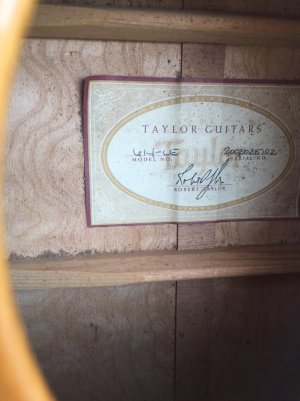 TAYLOR GUITARS
614-CE
MODEL NO. SERIAL NO.
ROBERT TAYLOR